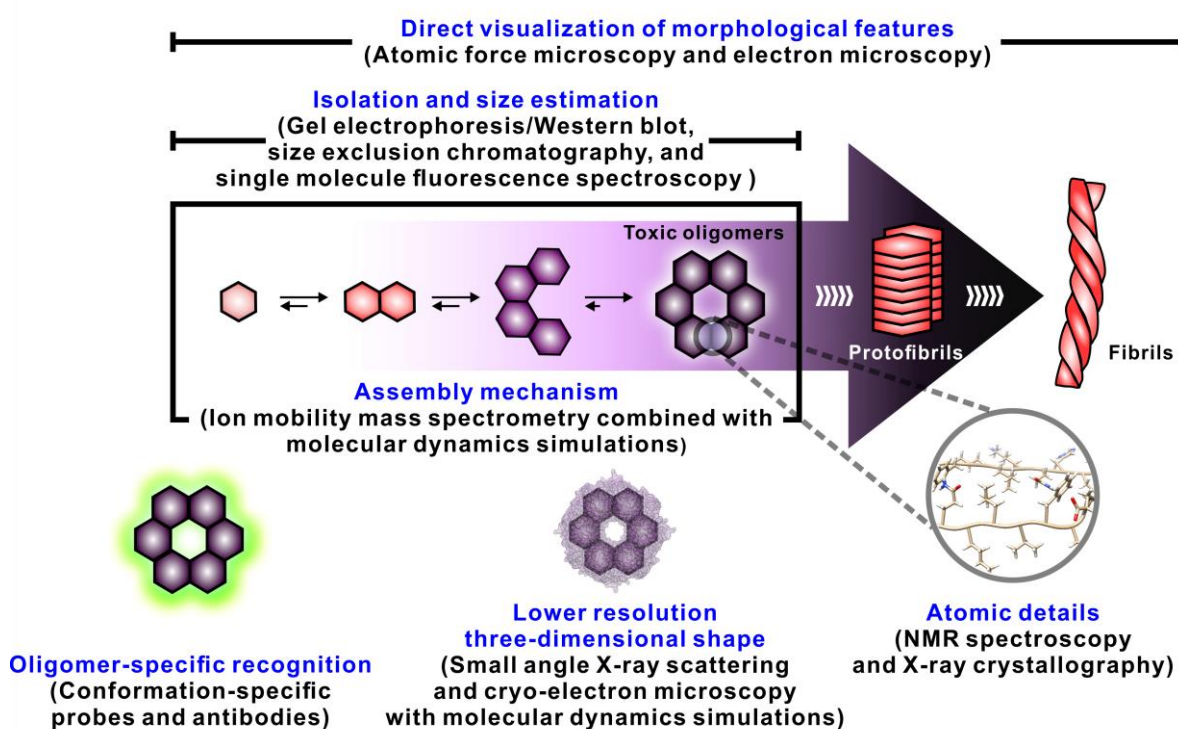 Direct visualization of morphological features
(Atomic force microscopy and electron microscopy)
Isolation and size estimation
(Gel electrophoresis/Western blot,
size exclusion chromatography, and
single molecule fluorescence spectroscopy )
Toxic oligomers
Protofibrils
Fibrils
Assembly mechanism
(Ion mobility mass spectrometry combined with
molecular dynamics simulations)
Oligomer-specific recognition
(Conformation-specific
probes and antibodies)
Lower resolution
three-dimensional shape
(Small angle X-ray scattering
and cryo-electron microscopy
with molecular dynamics simulations)
Atomic details
(NMR spectroscopy
and X-ray crystallography)